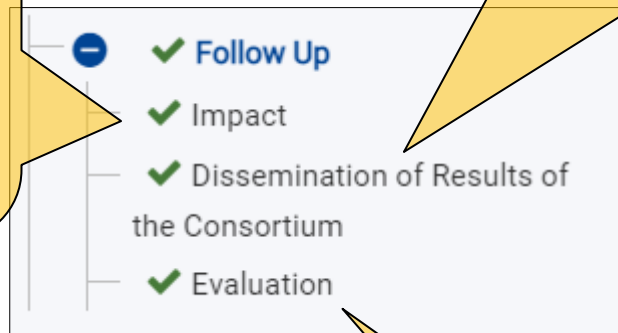 Follow Up
Impact
Dissemination of Results of
the Consortium
Evaluation